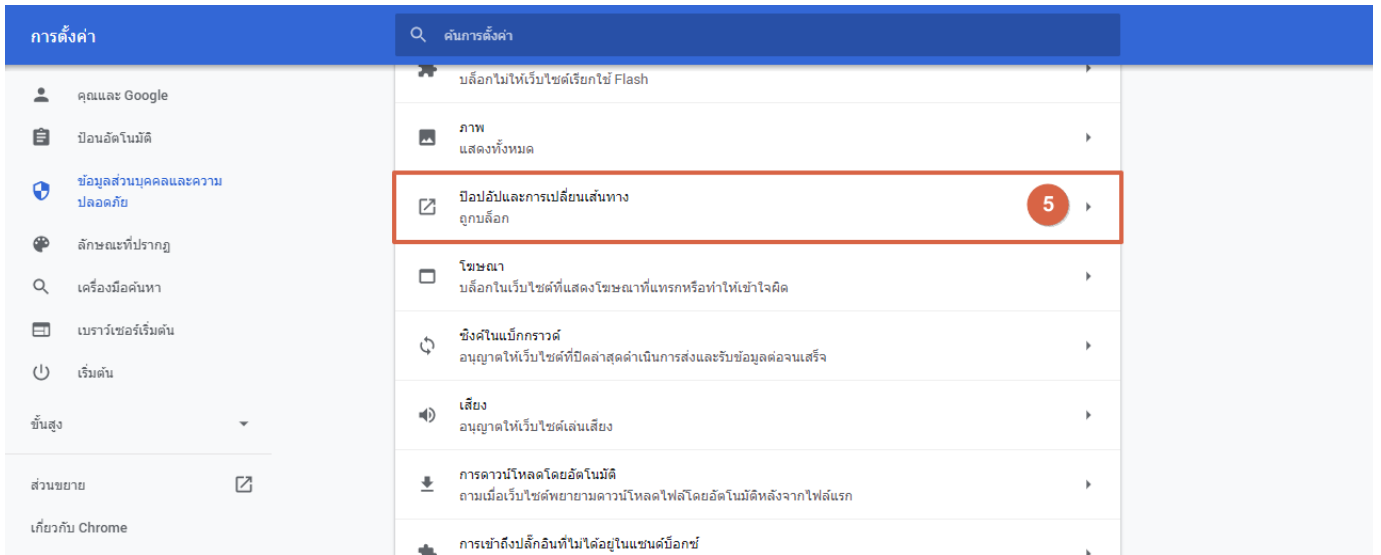 การตั้งค่า
ค้นการตั้งค่า
คุณและ Google
ป้อนอัตโนมัติ
ข้อมูลส่วนบุคคลและความ
ปลอดภัย
ลักษณะที่ปรากฏ
เครื่องมือค้นหา
เบราว์เซอร์เริ่มต้น
เริ่มต้น
ขั้นสูง
ส่วนขยาย
เกี่ยวกับ Chrome
บล็อกไม่ให้เว็บไซต์เรียกใช้ Flash
ภาพ
แสดงทั้งหมด
ป๊อปอัปและการเปลี่ยนเส้นทาง
ถูกบล็อก
5
โฆษณา
บล็อกในเว็บไซต์ที่แสดงโฆษณาที่แทรกหรือทำให้เข้าใจผิด
ซิงค์ในแบ็กกราวด์
อนุญาตให้เว็บไซต์ที่ปิดล่าสุดดำเนินการส่งและรับข้อมูลต่อจนเสร็จ
เสียง
อนุญาตให้เว็บไซต์เล่นเสียง
การดาวน์โหลดโดยอัตโนมัติ
ถามเมื่อเว็บไซต์พยายามดาวน์โหลดไฟล์โดยอัตโนมัติหลังจากไฟล์แรก
การเข้าถึงปลั๊กอินที่ไม่ได้อยู่ในแซนด์บ็อกซ์